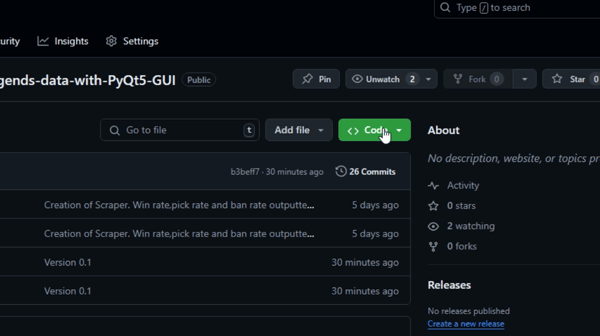 Type / to search
urity Insights Settings
gends-data-with-PyQt5-GUI Public Pin Unwatch 2 Fork 0 Star 0
Go to file t Add file Code About
No description, website, or topics pr
b3beff7 · 30 minutes ago 26 Commits
Activity
Creation of Scraper. Win rate,pick rate and ban rate outputte... 5 days ago
0 stars
2 watching
Creation of Scraper. Win rate,pick rate and ban rate outputte... 5 days ago
0 forks
Version 0.1 30 minutes ago
Releases
Version 0.1 30 minutes ago
No releases published
Create a new release